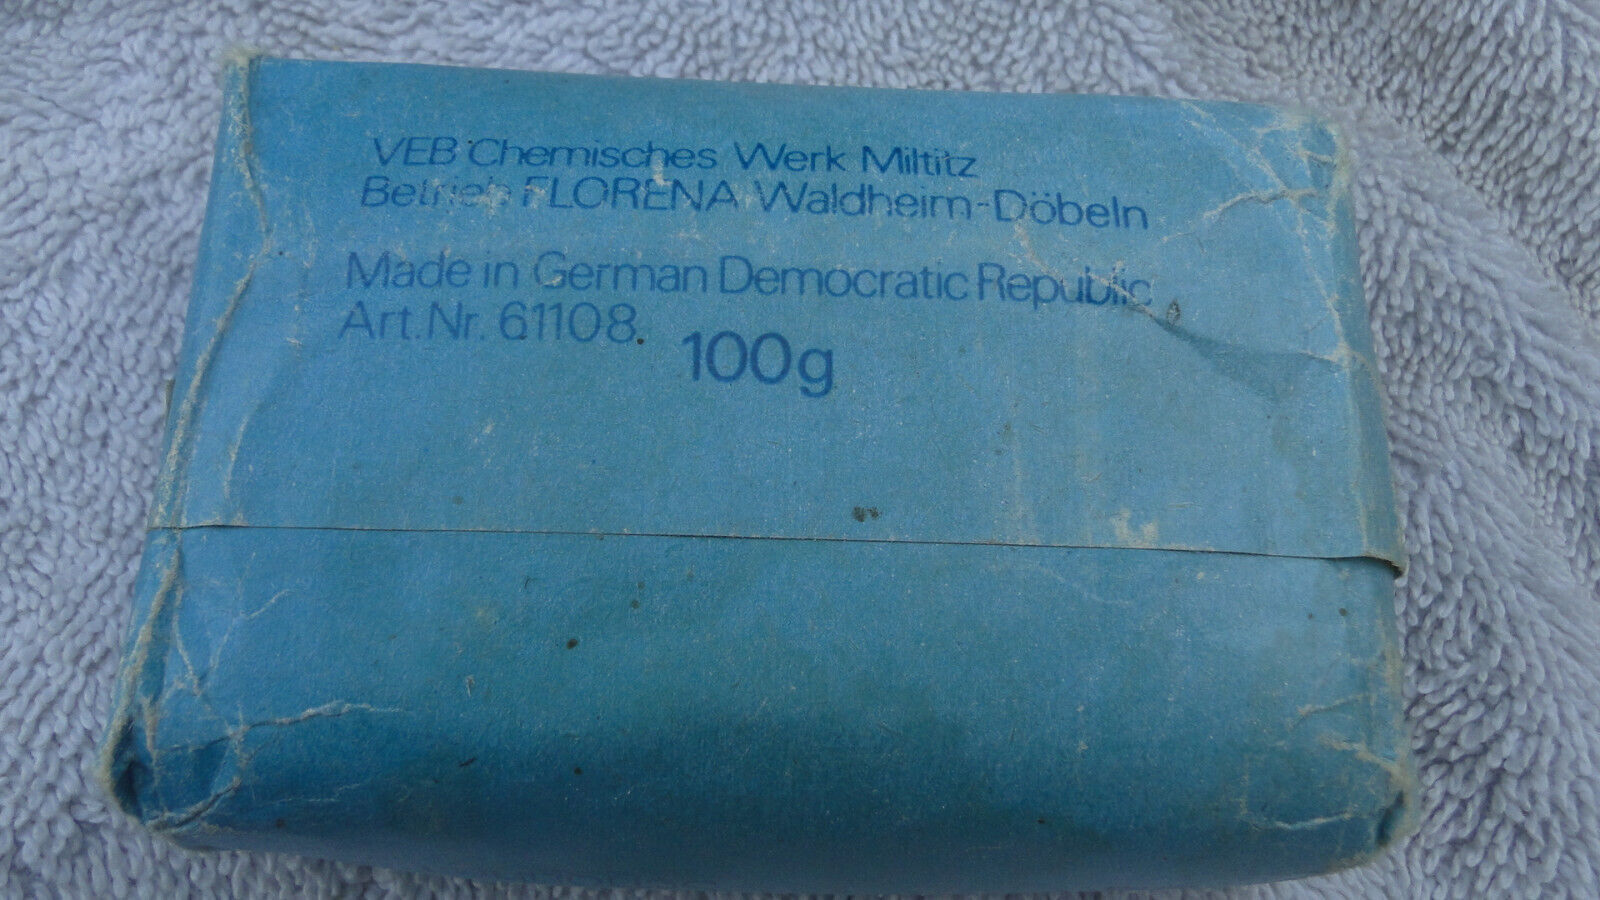 VEB Chemisches Werk Miltitz
Betrieb FLORENA Waldheim-Döbeln
Made in German Democratic Republic
Art.Nr. 61108.
100g